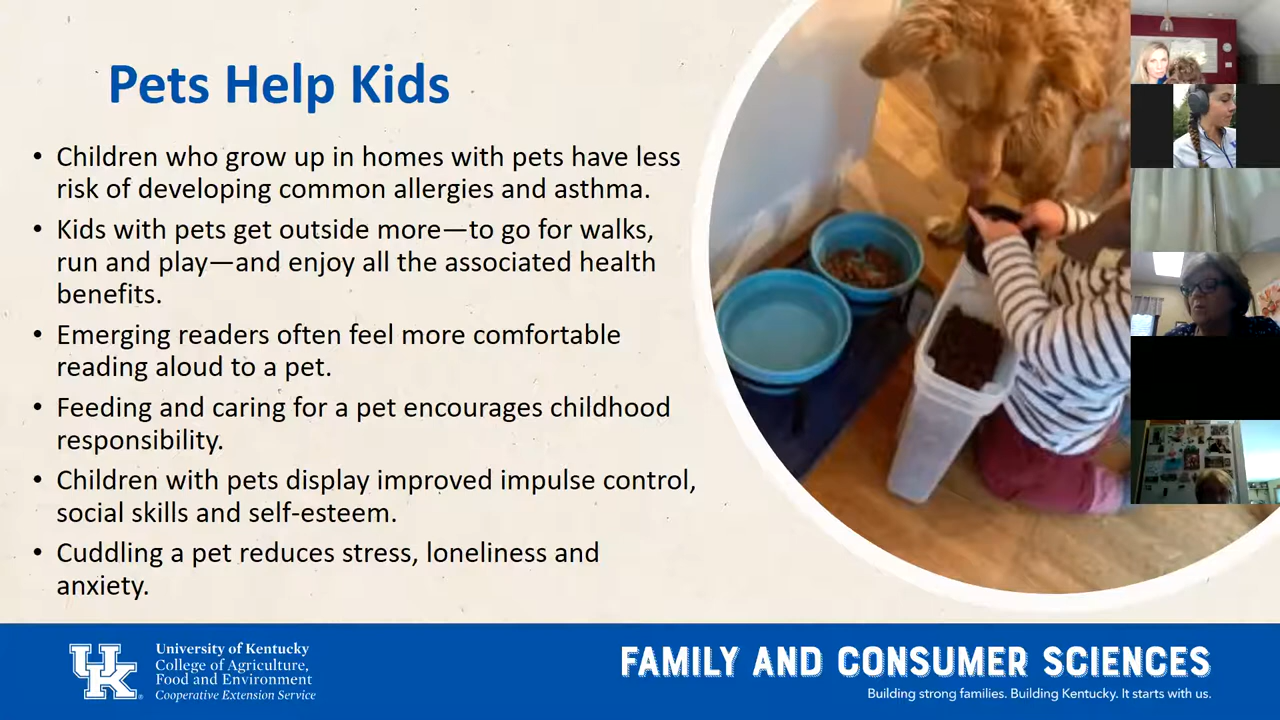 Pets Help Kids
• Children who grow up in homes with pets have less
risk of developing common allergies and asthma.
• Kids with pets get outside more—to go for walks,
run and play—and enjoy all the associated health
benefits.
• Emerging readers often feel more comfortable
reading aloud to a pet.
• Feeding and caring for a pet encourages childhood
responsibility.
• Children with pets display improved impulse control,
social skills and self-esteem.
• Cuddling a pet reduces stress, loneliness and
anxiety.
UK
University of Kentucky
College of Agriculture,
Food and Environment
Cooperative Extension Service
FAMILY AND CONSUMER SCIENCES
Building strong families. Building Kentucky. It starts with us.